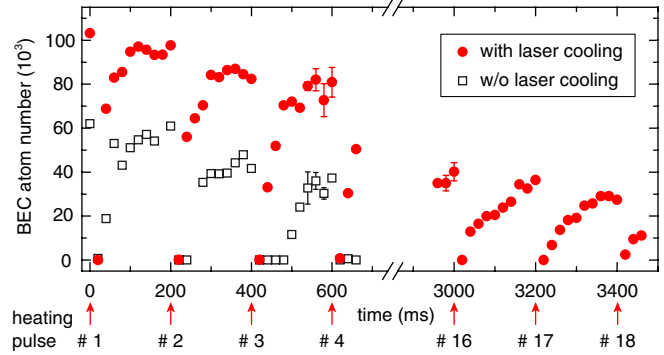 with laser cooling
w/o laser cooling
BEC atom number (10³)
100
80
60
40
20
0
0 200 400 600 3000 3200 3400
time (ms)
heating
pulse # 1 # 2 # 3 # 4 # 16 # 17 # 18